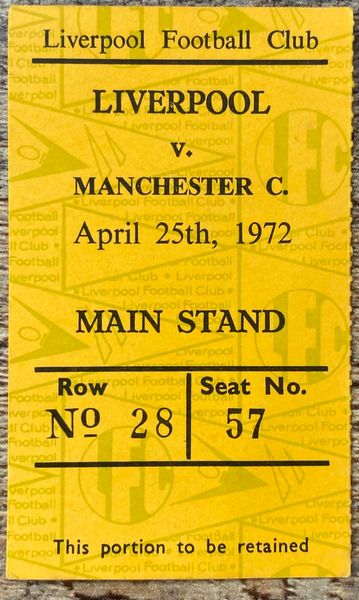 Liverpool Football Club
LIVERPOOL
v.
MANCHESTER C.
April 25th, 1972
MAIN STAND
Row Seat No.
Nº 28 57
This portion to be retained